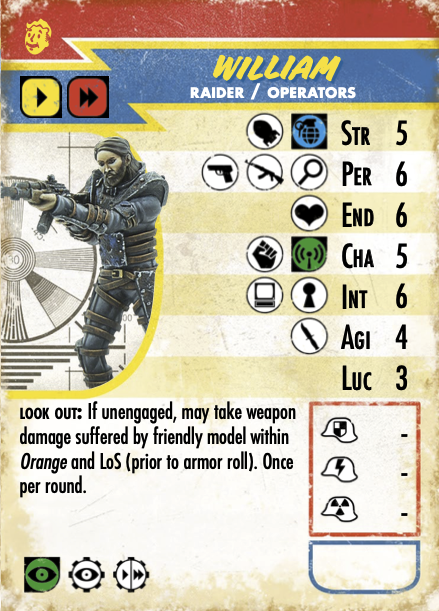 WILLIAM
RAIDER / OPERATORS
STR 5
PER 6
END 6
CHA 5
INT 6
AGI 4
LUC 3
LOOK OUT: If unengaged, may take weapon
damage suffered by friendly model within
Orange and LoS (prior to armor roll). Once
per round.
-
-
-